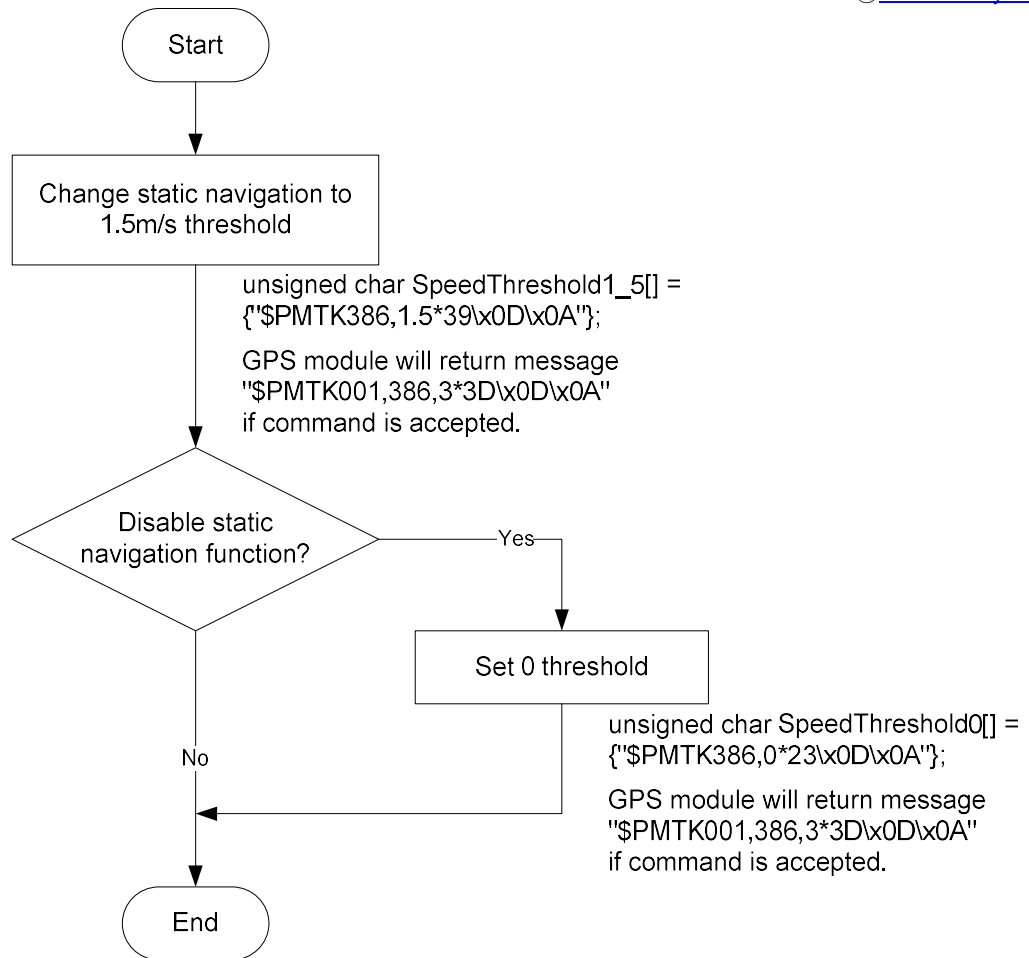 Start
Change static navigation to
1.5m/s threshold
unsigned char SpeedThreshold1_5[] =
{"$PMTK386,1.5*39\x0D\x0A"};
GPS module will return message
"$PMTK001,386,3*3D\x0D\x0A"
if command is accepted.
Disable static
navigation function?
Yes
Set 0 threshold
unsigned char SpeedThreshold0[] =
{"$PMTK386,0*23\x0D\x0A"};
No
GPS module will return message
"$PMTK001,386,3*3D\x0D\x0A"
if command is accepted.
End